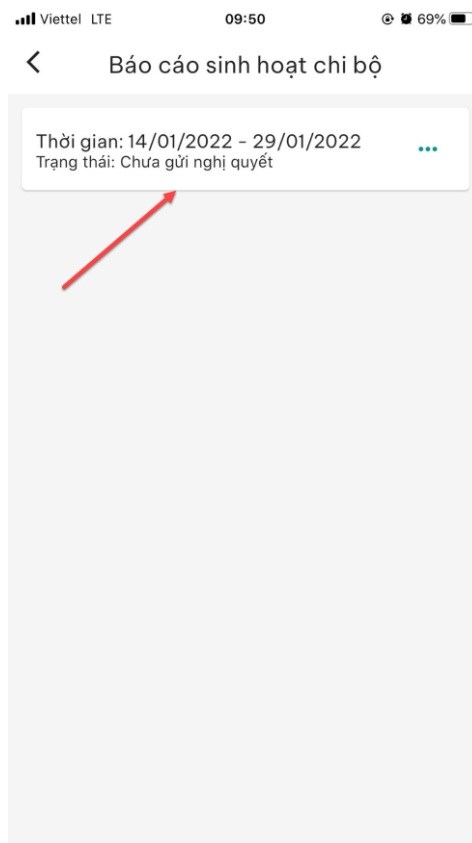 Viettel LTE 09:50 69%
Báo cáo sinh hoạt chi bộ
Thời gian: 14/01/2022 - 29/01/2022
Trạng thái: Chưa gửi nghị quyết